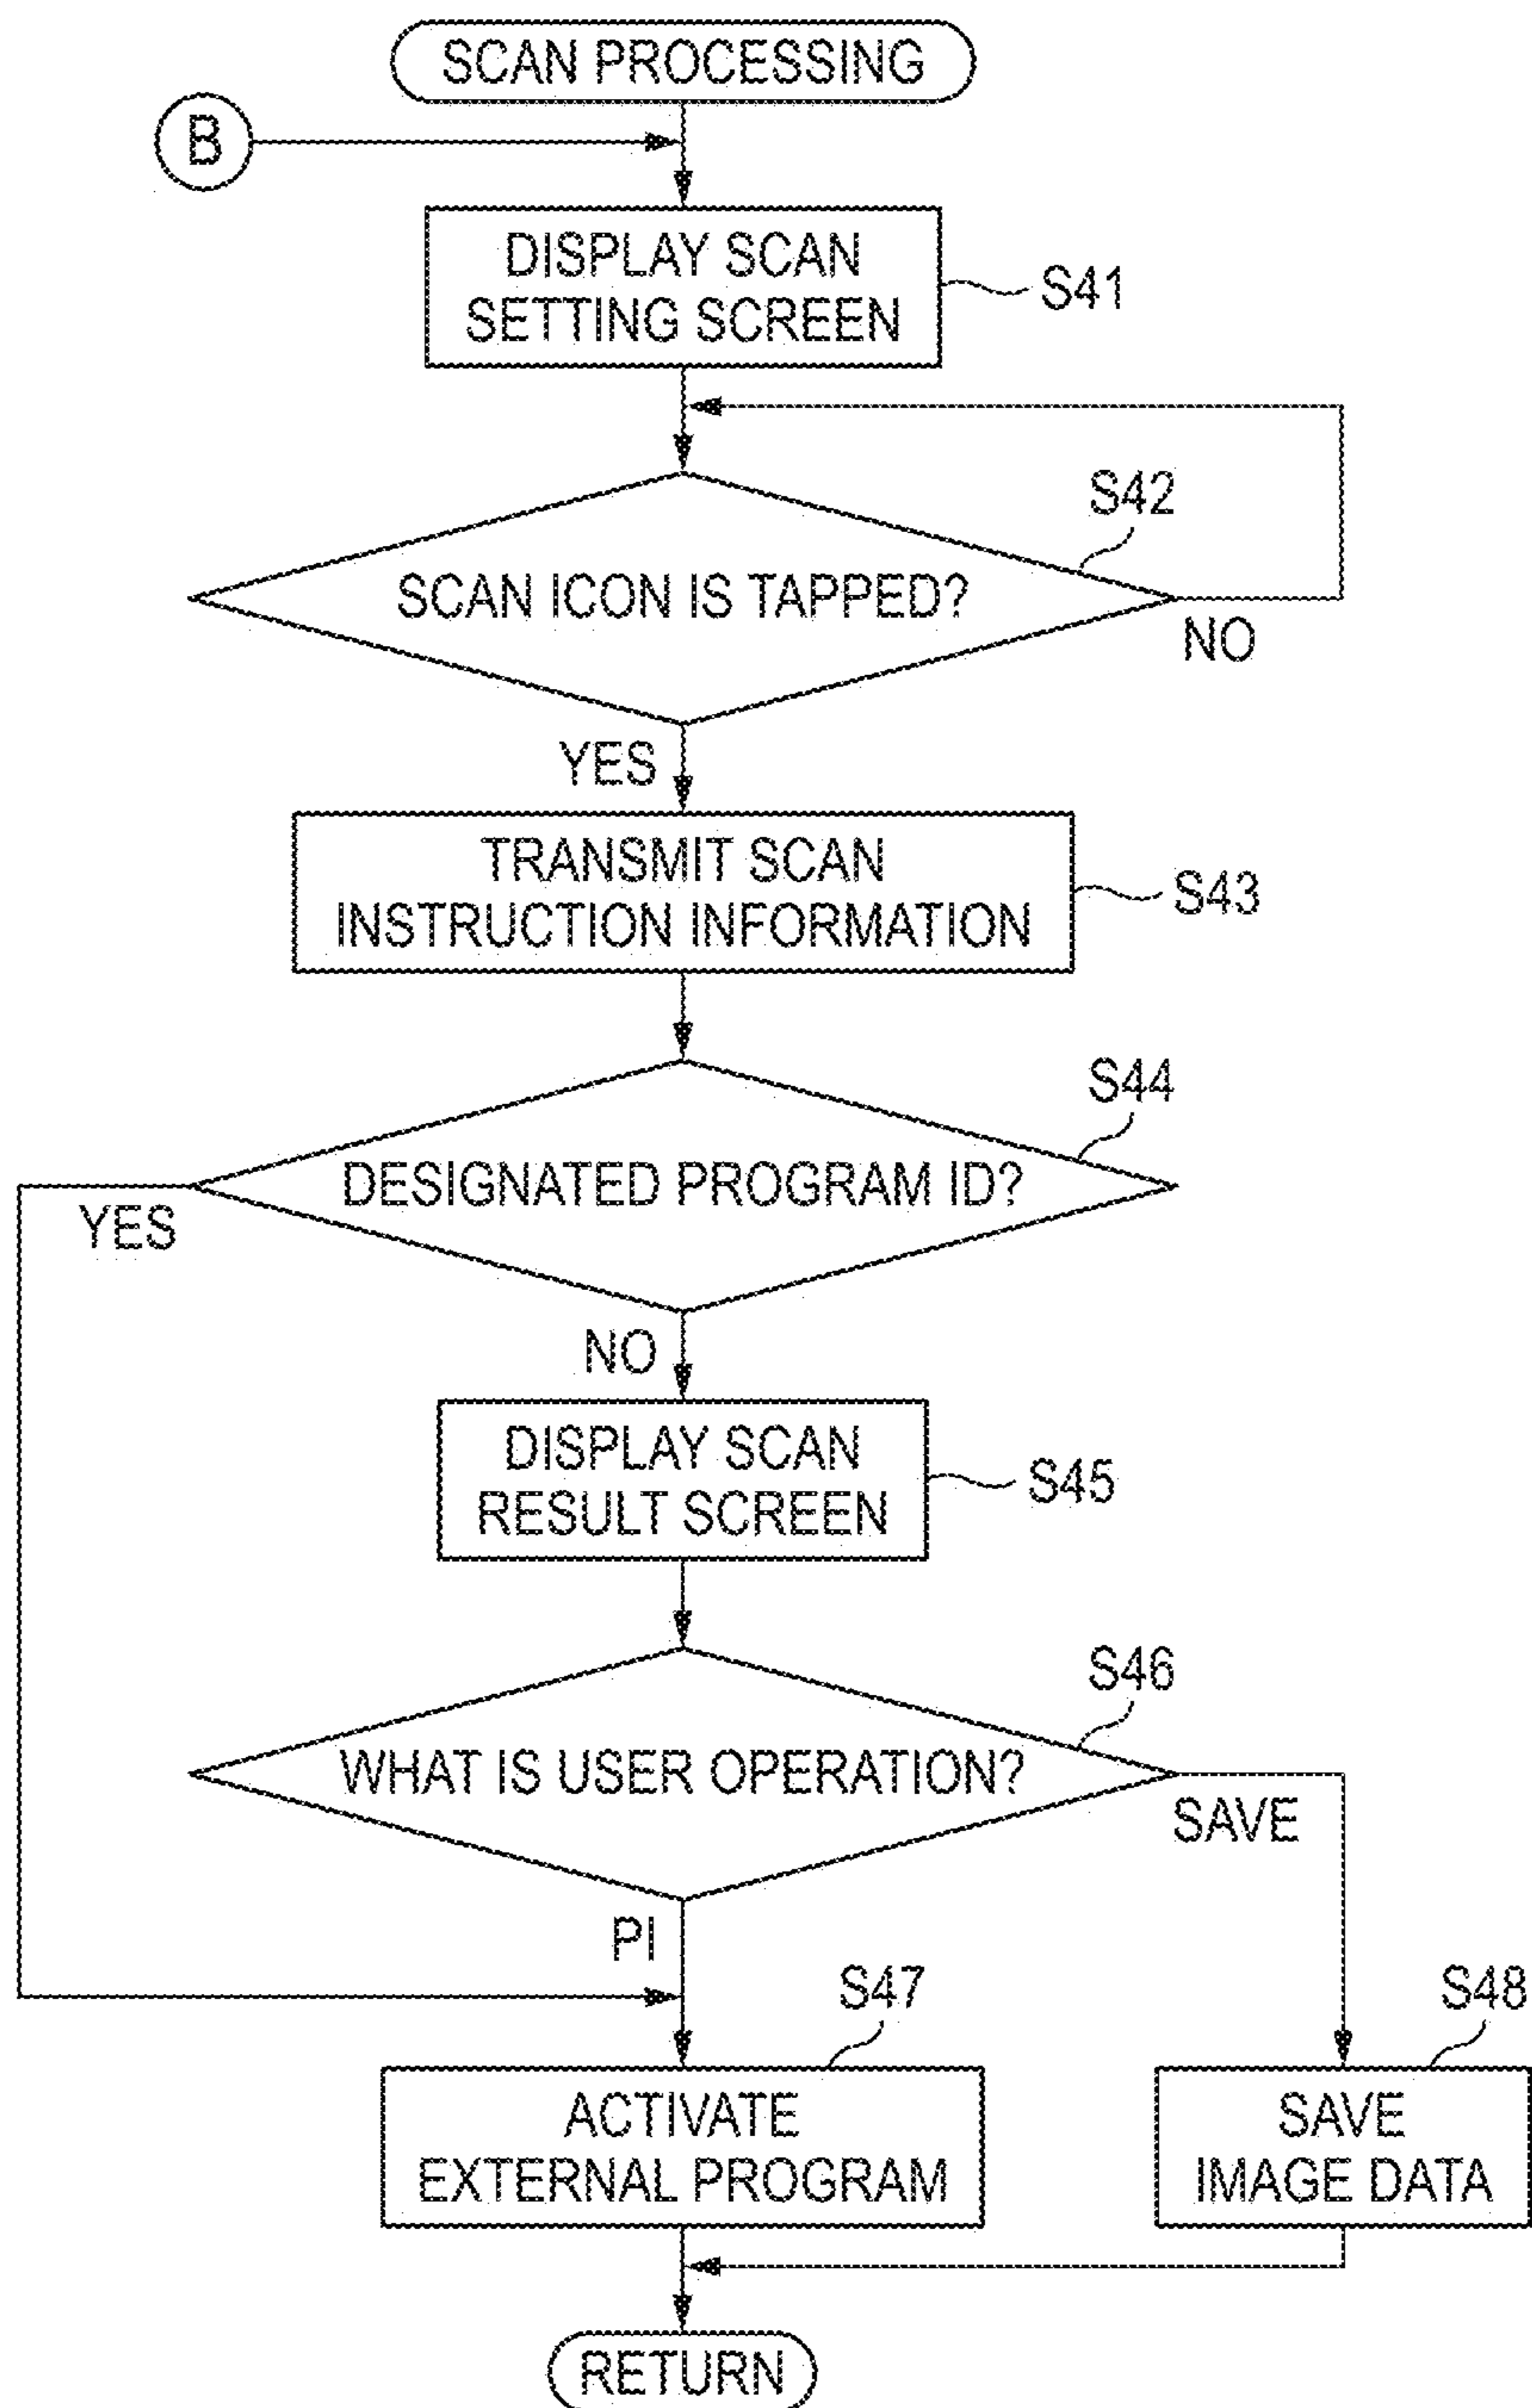 SCAN PROCESSING
B
DISPLAY SCAN
SETTING SCREEN
S41
S42
SCAN ICON IS TAPPED?
NO
YES
TRANSMIT SCAN
INSTRUCTION INFORMATION
S43
S44
DESIGNATED PROGRAM ID?
YES
NO
DISPLAY SCAN
RESULT SCREEN
S45
S46
WHAT IS USER OPERATION?
SAVE
PI
S47
S48
ACTIVATE
EXTERNAL PROGRAM
SAVE
IMAGE DATA
RETURN